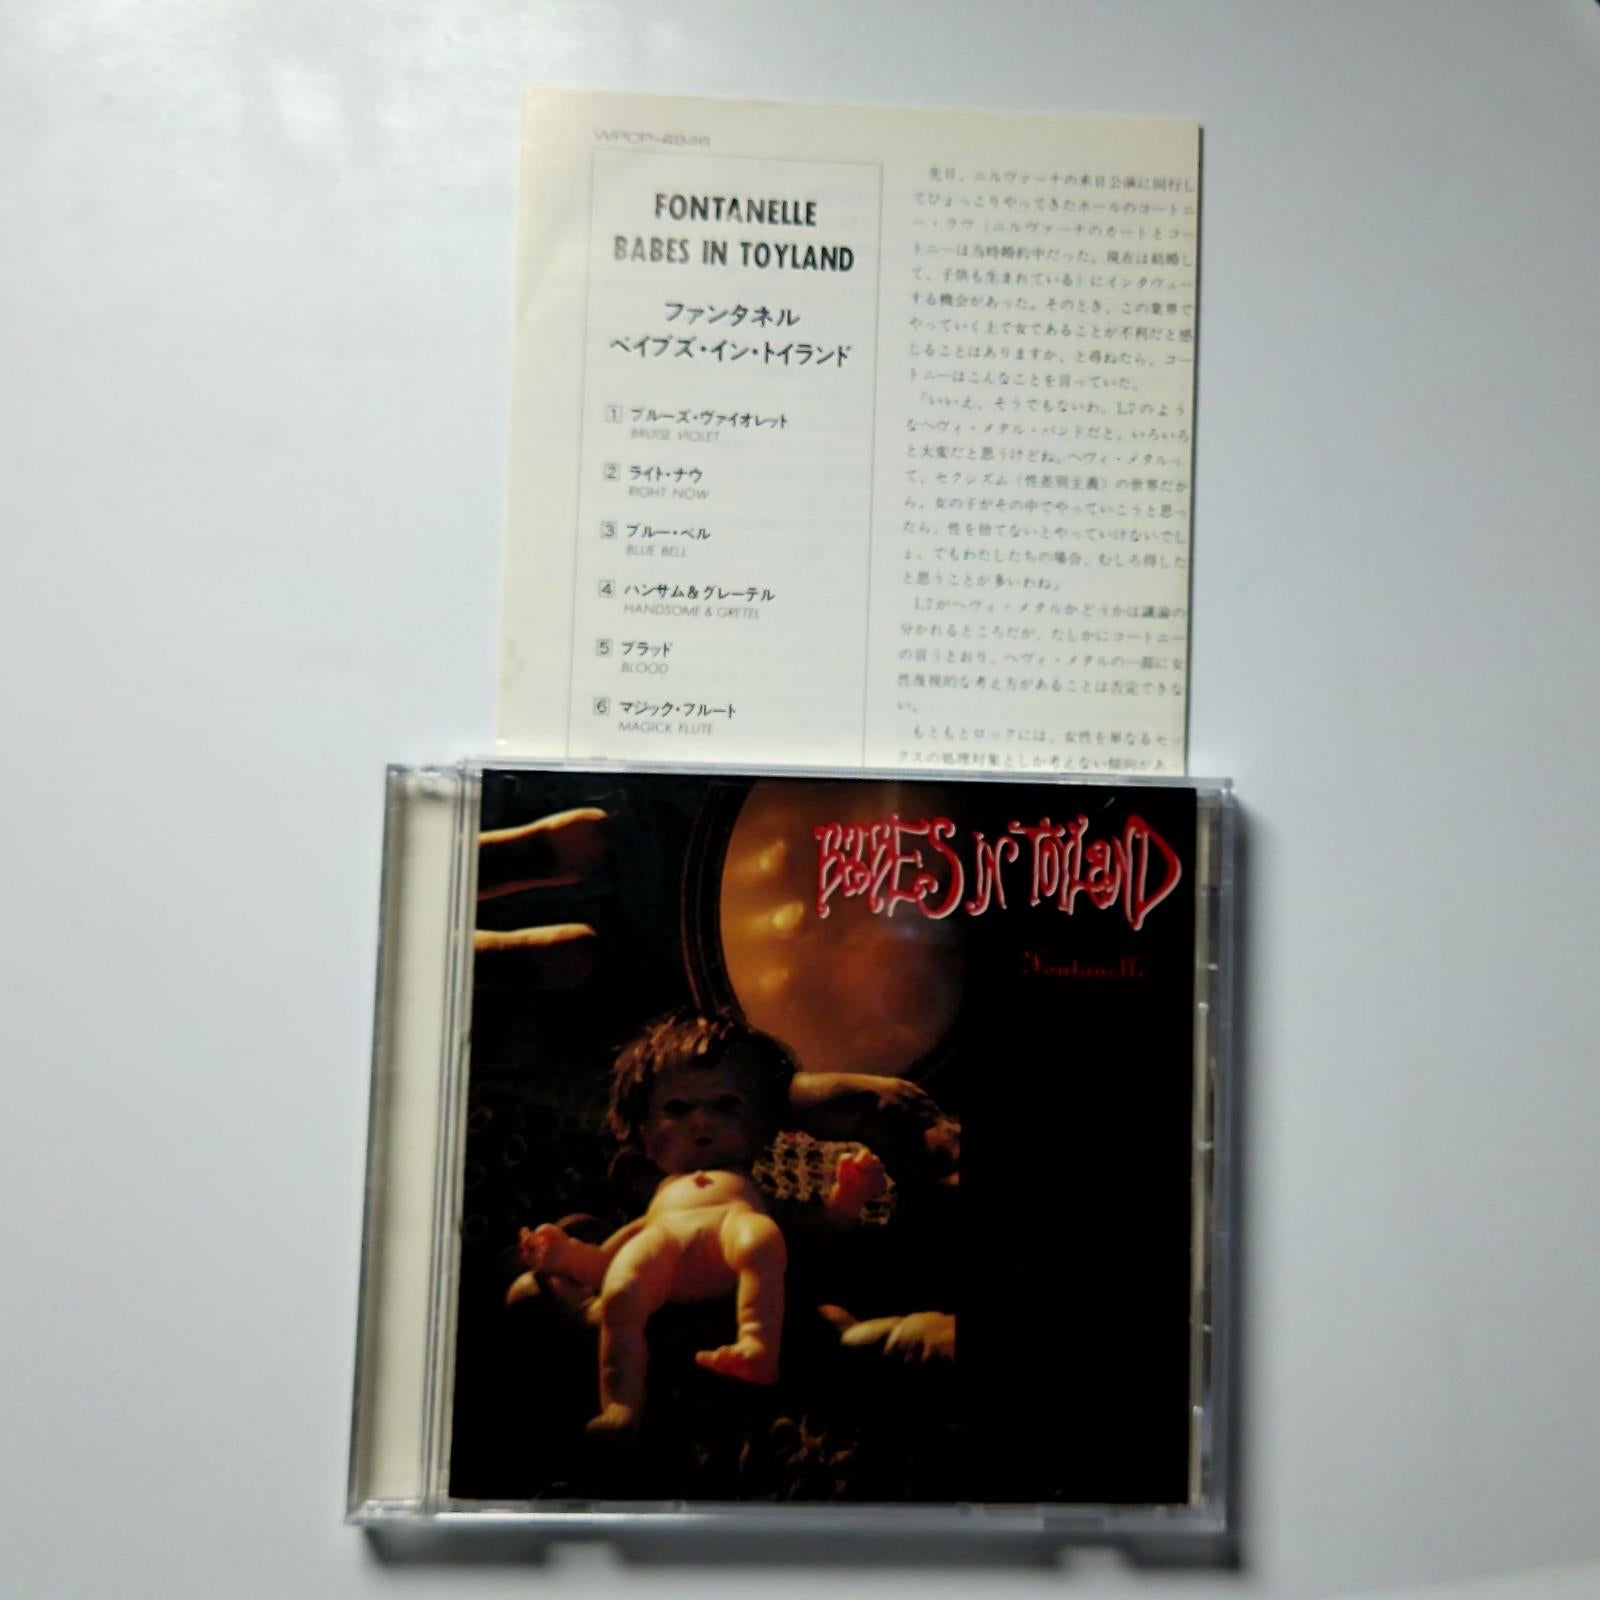 WPCP-4946
FONTANELLE
BABES IN TOYLAND
ファンタネル
ベイブズ・イン・トイランド
1 ブルーズ・ヴァイオレット
BRUISE VIOLET
2 ライト・ナウ
RIGHT NOW
3 ブルー・ベル
BLUE BELL
4 ハンサム&グレーテル
HANDSOME & GRETEL
5 ブラッド
BLOOD
6 マジック・フルート
MAGICK FLUTE
先日、ニルヴァーナの来日公演に同行し
てひょっこりやってきたホールのコートニ
ー・ラヴ(ニルヴァーナのカートとコー
トニーは当時婚約中だった。現在は結婚し
て、子供も生まれている)にインタヴュー
する機会があった。そのとき、この業界で
やっていく上で女であることが不利だと感
じることはありますか、と尋ねたら、コー
トニーはこんなことを言っていた。
「いいえ、そうでもないわ。L7のよう
なヘヴィ・メタル・バンドだと、いろいろ
と大変だと思うけどね。ヘヴィ・メタルっ
て、セクシズム(性差別主義)の世界だか
ら、女の子がその中でやっていこうと思っ
たら、性を捨てないとやっていけないでし
ょ。でもわたしたちの場合、むしろ得した
と思うことが多いわね」
L7がヘヴィ・メタルかどうかは議論の
分かれるところだが、たしかにコートニー
の言うとおり、ヘヴィ・メタルの一部に女
性蔑視的な考え方があることは否定できな
い。
もともとロックには、女性を単なるセッ
クスの処理対象としか考えない傾向があっ
BABES IN TOYLAND
Fontanelle